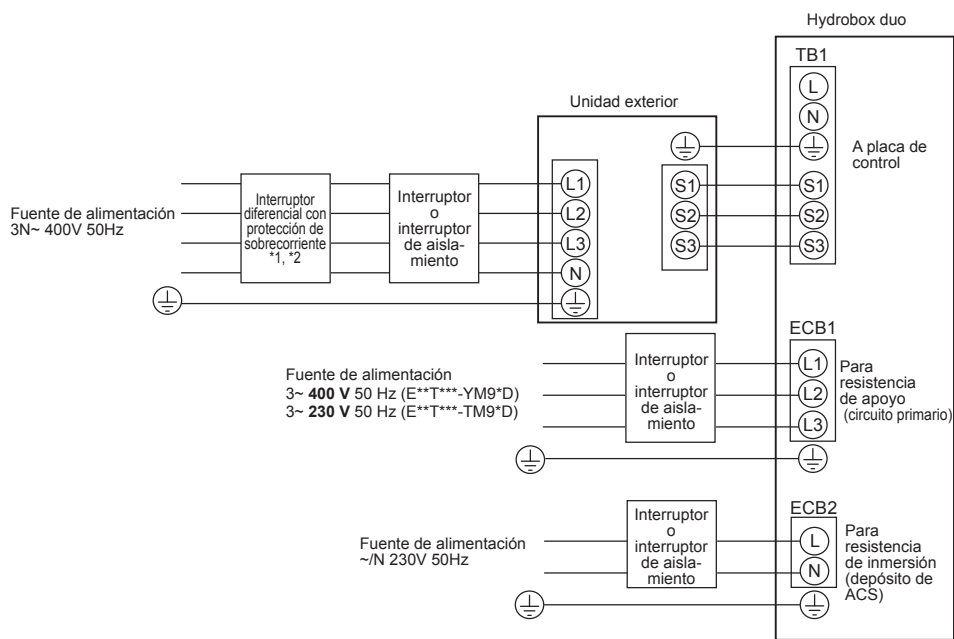 Hydrobox duo
TB1
L
N
Unidad exterior
A placa de
control
L1
L2
L3
N
S1
S2
S3
S1
S2
S3
Fuente de alimentación
3N~ 400V 50Hz
Interruptor
diferencial con
protección de
sobrecorriente
*1, *2
Interruptor
o
interruptor
de aisla-
miento
ECB1
L1
L2
L3
Para
resistencia
de apoyo
(circuito primario)
Fuente de alimentación
3~ 400 V 50 Hz (E**T***-YM9*D)
3~ 230 V 50 Hz (E**T***-TM9*D)
Interruptor
o
interruptor
de aisla-
miento
ECB2
L
N
Para
resistencia
de inmersión
(depósito de
ACS)
Fuente de alimentación
~/N 230V 50Hz
Interruptor
o
interruptor
de aisla-
miento